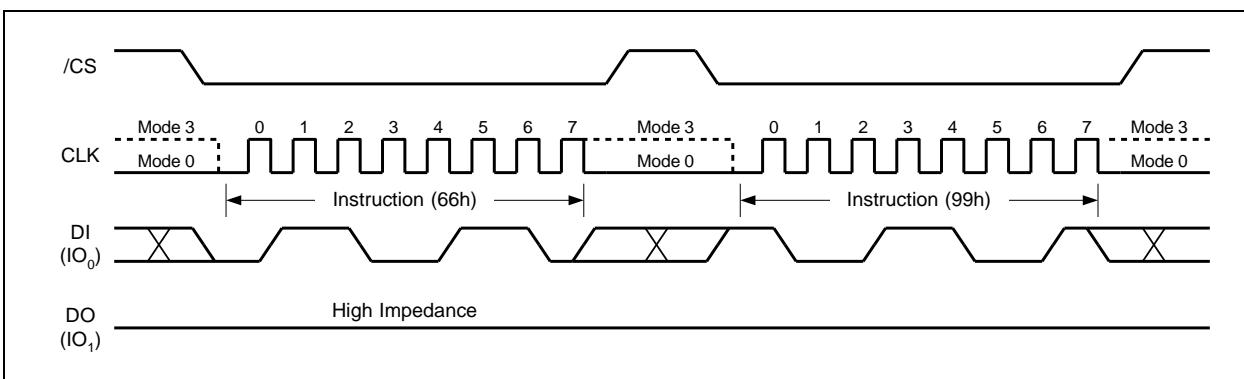 /CS
Mode 3 0 1 2 3 4 5 6 7 Mode 3 0 1 2 3 4 5 6 7 Mode 3
CLK
Mode 0 Mode 0 Mode 0
Instruction (66h) Instruction (99h)
DI
(IO₀)
High Impedance
DO
(IO₁)